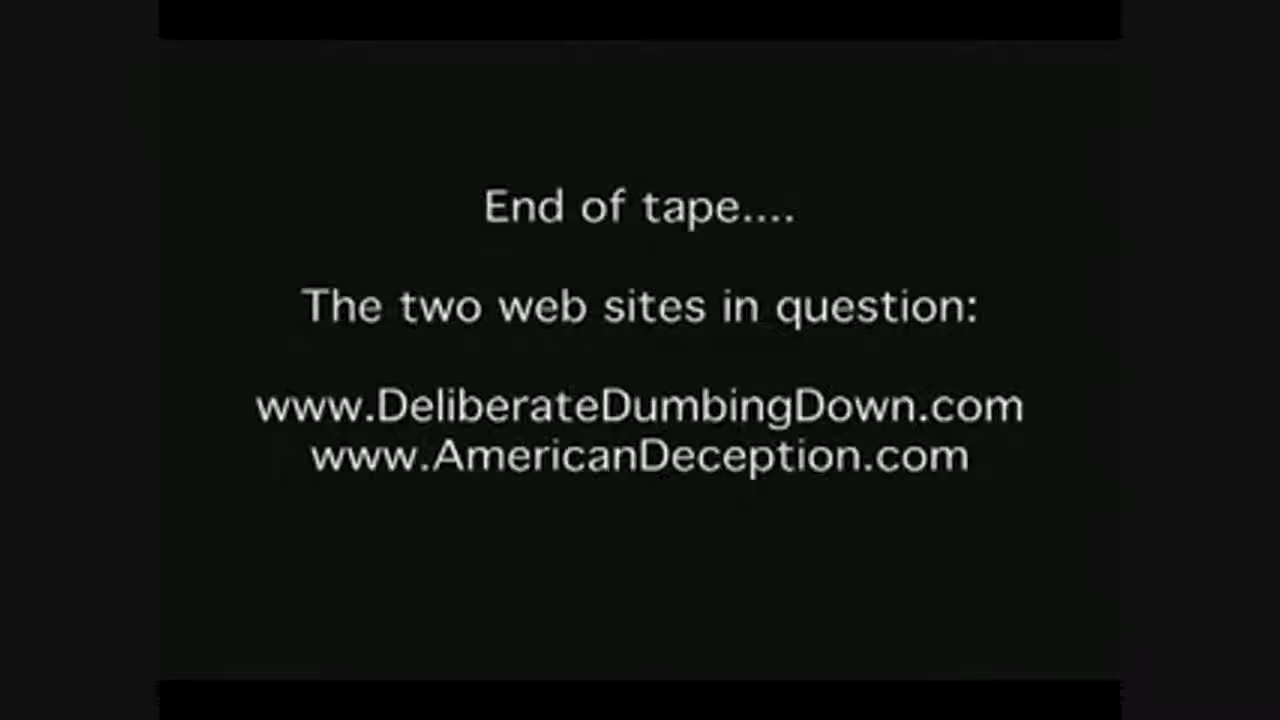 End of tape....
The two web sites in question:
www.DeliberateDumbingDown.com
www.AmericanDeception.com